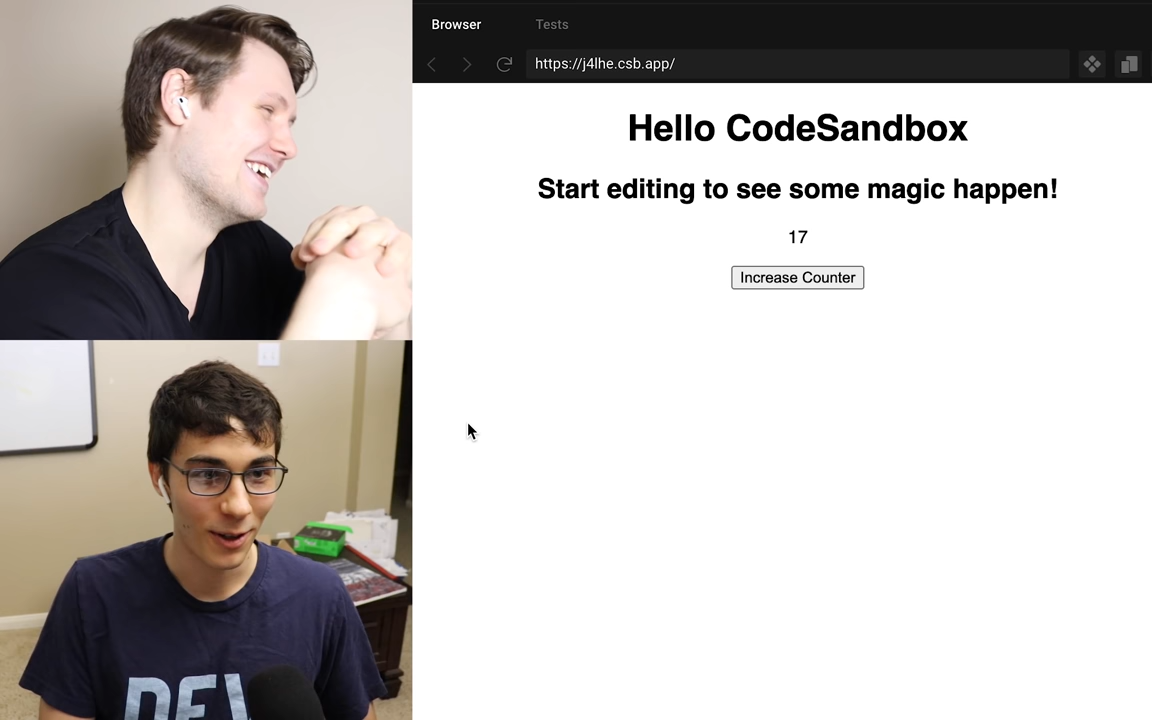 Browser
Tests
https://j4lhe.csb.app/
Hello CodeSandbox
Start editing to see some magic happen!
17
Increase Counter